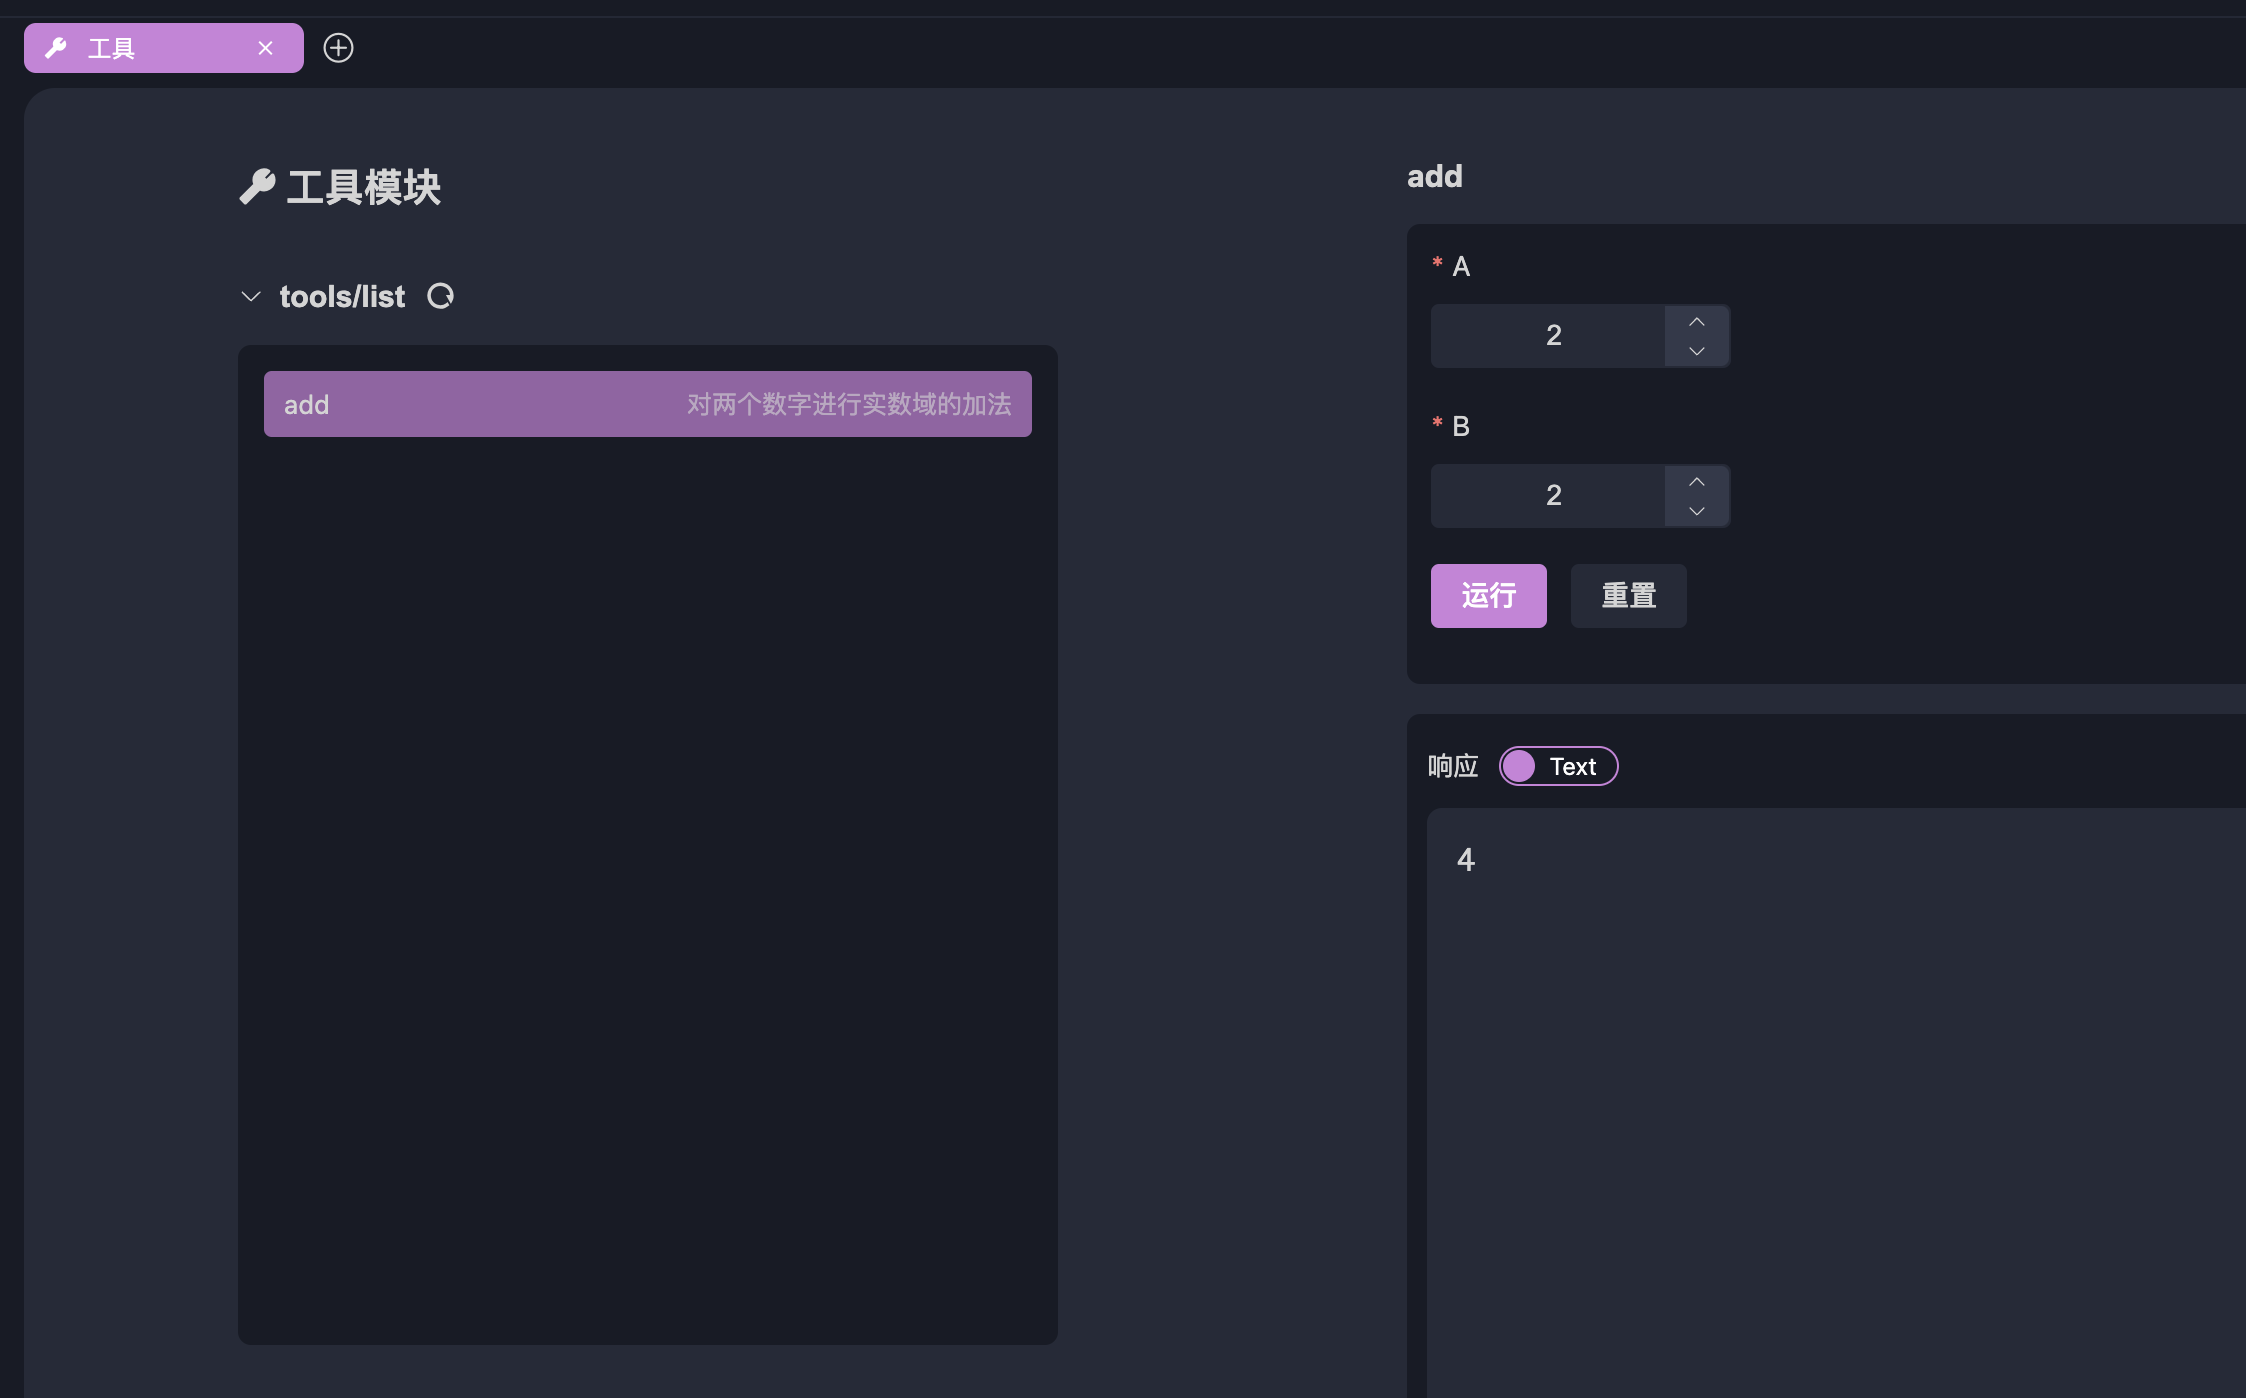 工具
工具模块
tools/list
add 对两个数字进行实数域的加法
add
* A
2
* B
2
运行 重置
响应 Text
4